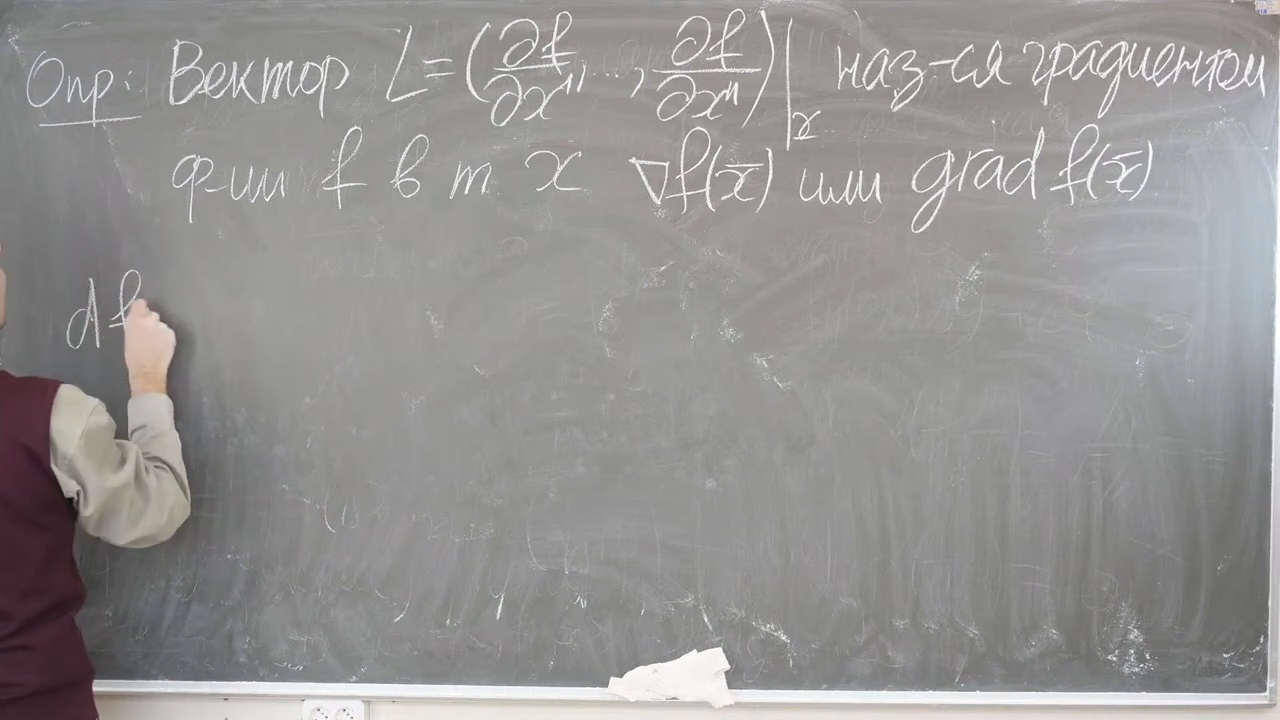 Опр: Вектор L = (∂f/∂x¹, ..., ∂f/∂xⁿ)|ₓ наз-ся градиентом
ф-ии f в т x ∇f(x̄) или grad f(x̄)
df